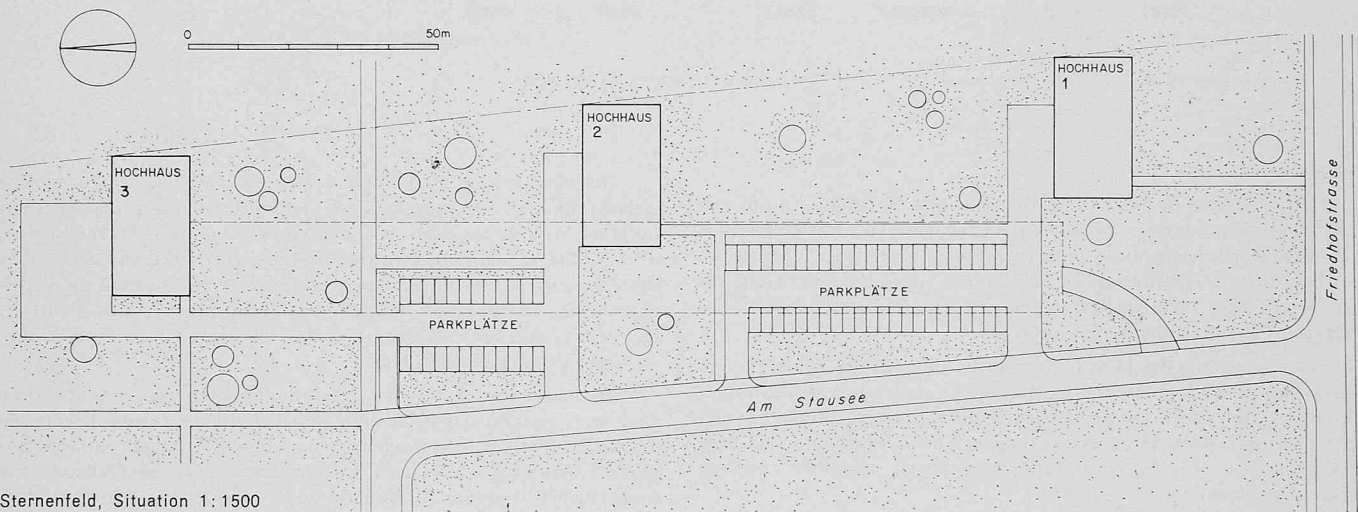 0 50m
HOCHHAUS
1
HOCHHAUS
2
HOCHHAUS
3
Friedhofstrasse
PARKPLÄTZE
PARKPLÄTZE
Am Stausee
Sternenfeld, Situation 1:1500